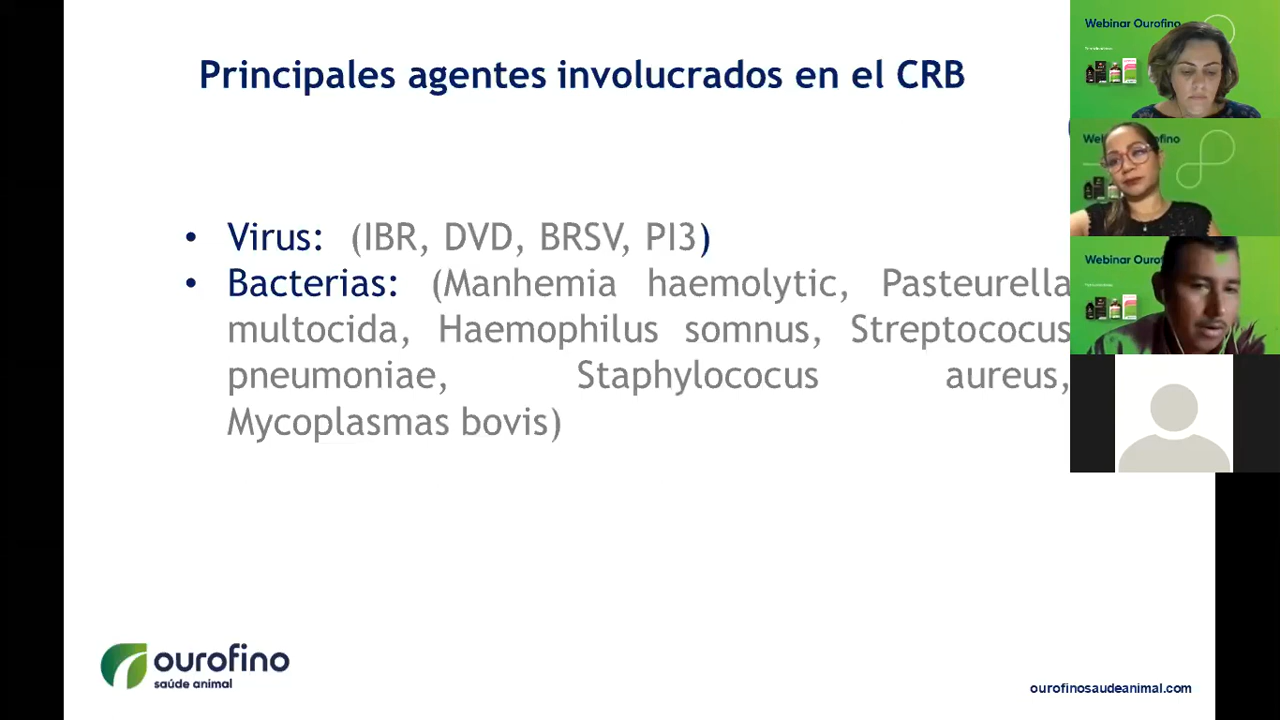 Principales agentes involucrados en el CRB
• Virus: (IBR, DVD, BRSV, PI3)
• Bacterias: (Manhemia haemolytic, Pasteurella
multocida, Haemophilus somnus, Streptococus
pneumoniae, Staphylococus aureus,
Mycoplasmas bovis)
ourofino
saúde animal
ourofinosaudeanimal.com
Webinar Ourofino
Webinar Ourofino
Webinar Ouro